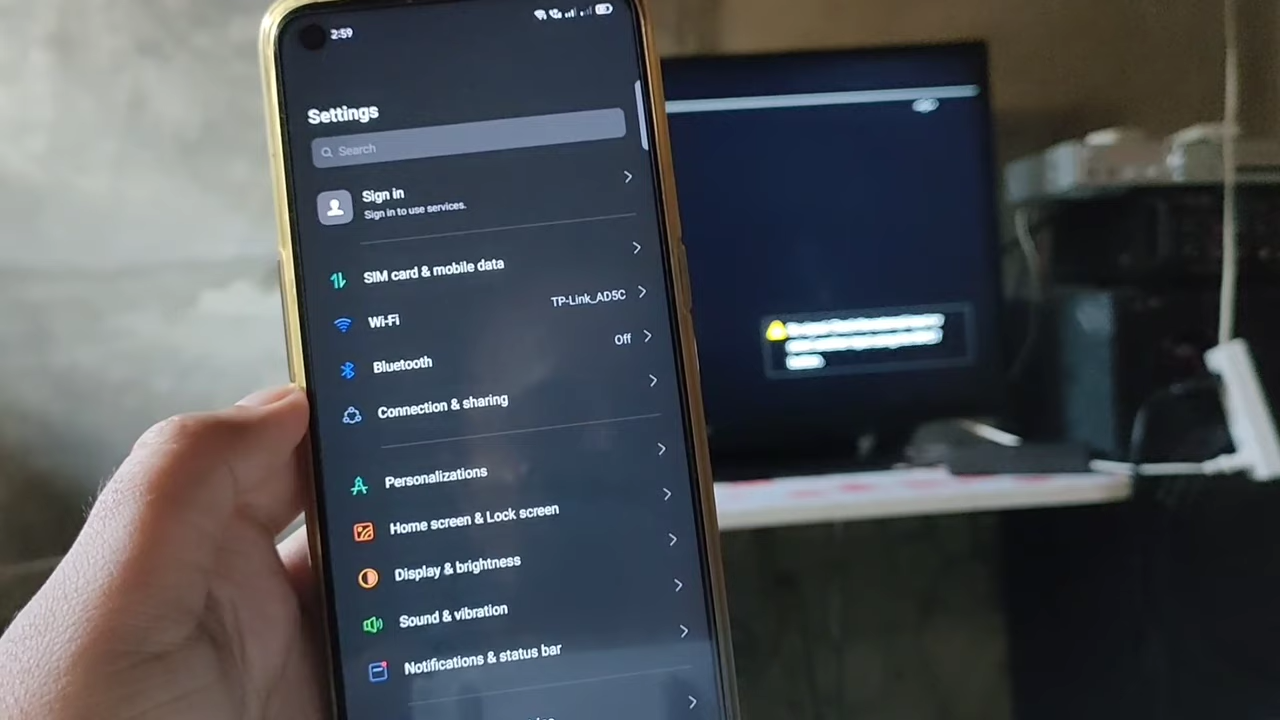 2:59
Settings
Search
Sign in
Sign in to use services.
SIM card & mobile data
Wi-Fi
TP-Link_AD5C
Bluetooth
Off
Connection & sharing
Personalizations
Home screen & Lock screen
Display & brightness
Sound & vibration
Notifications & status bar